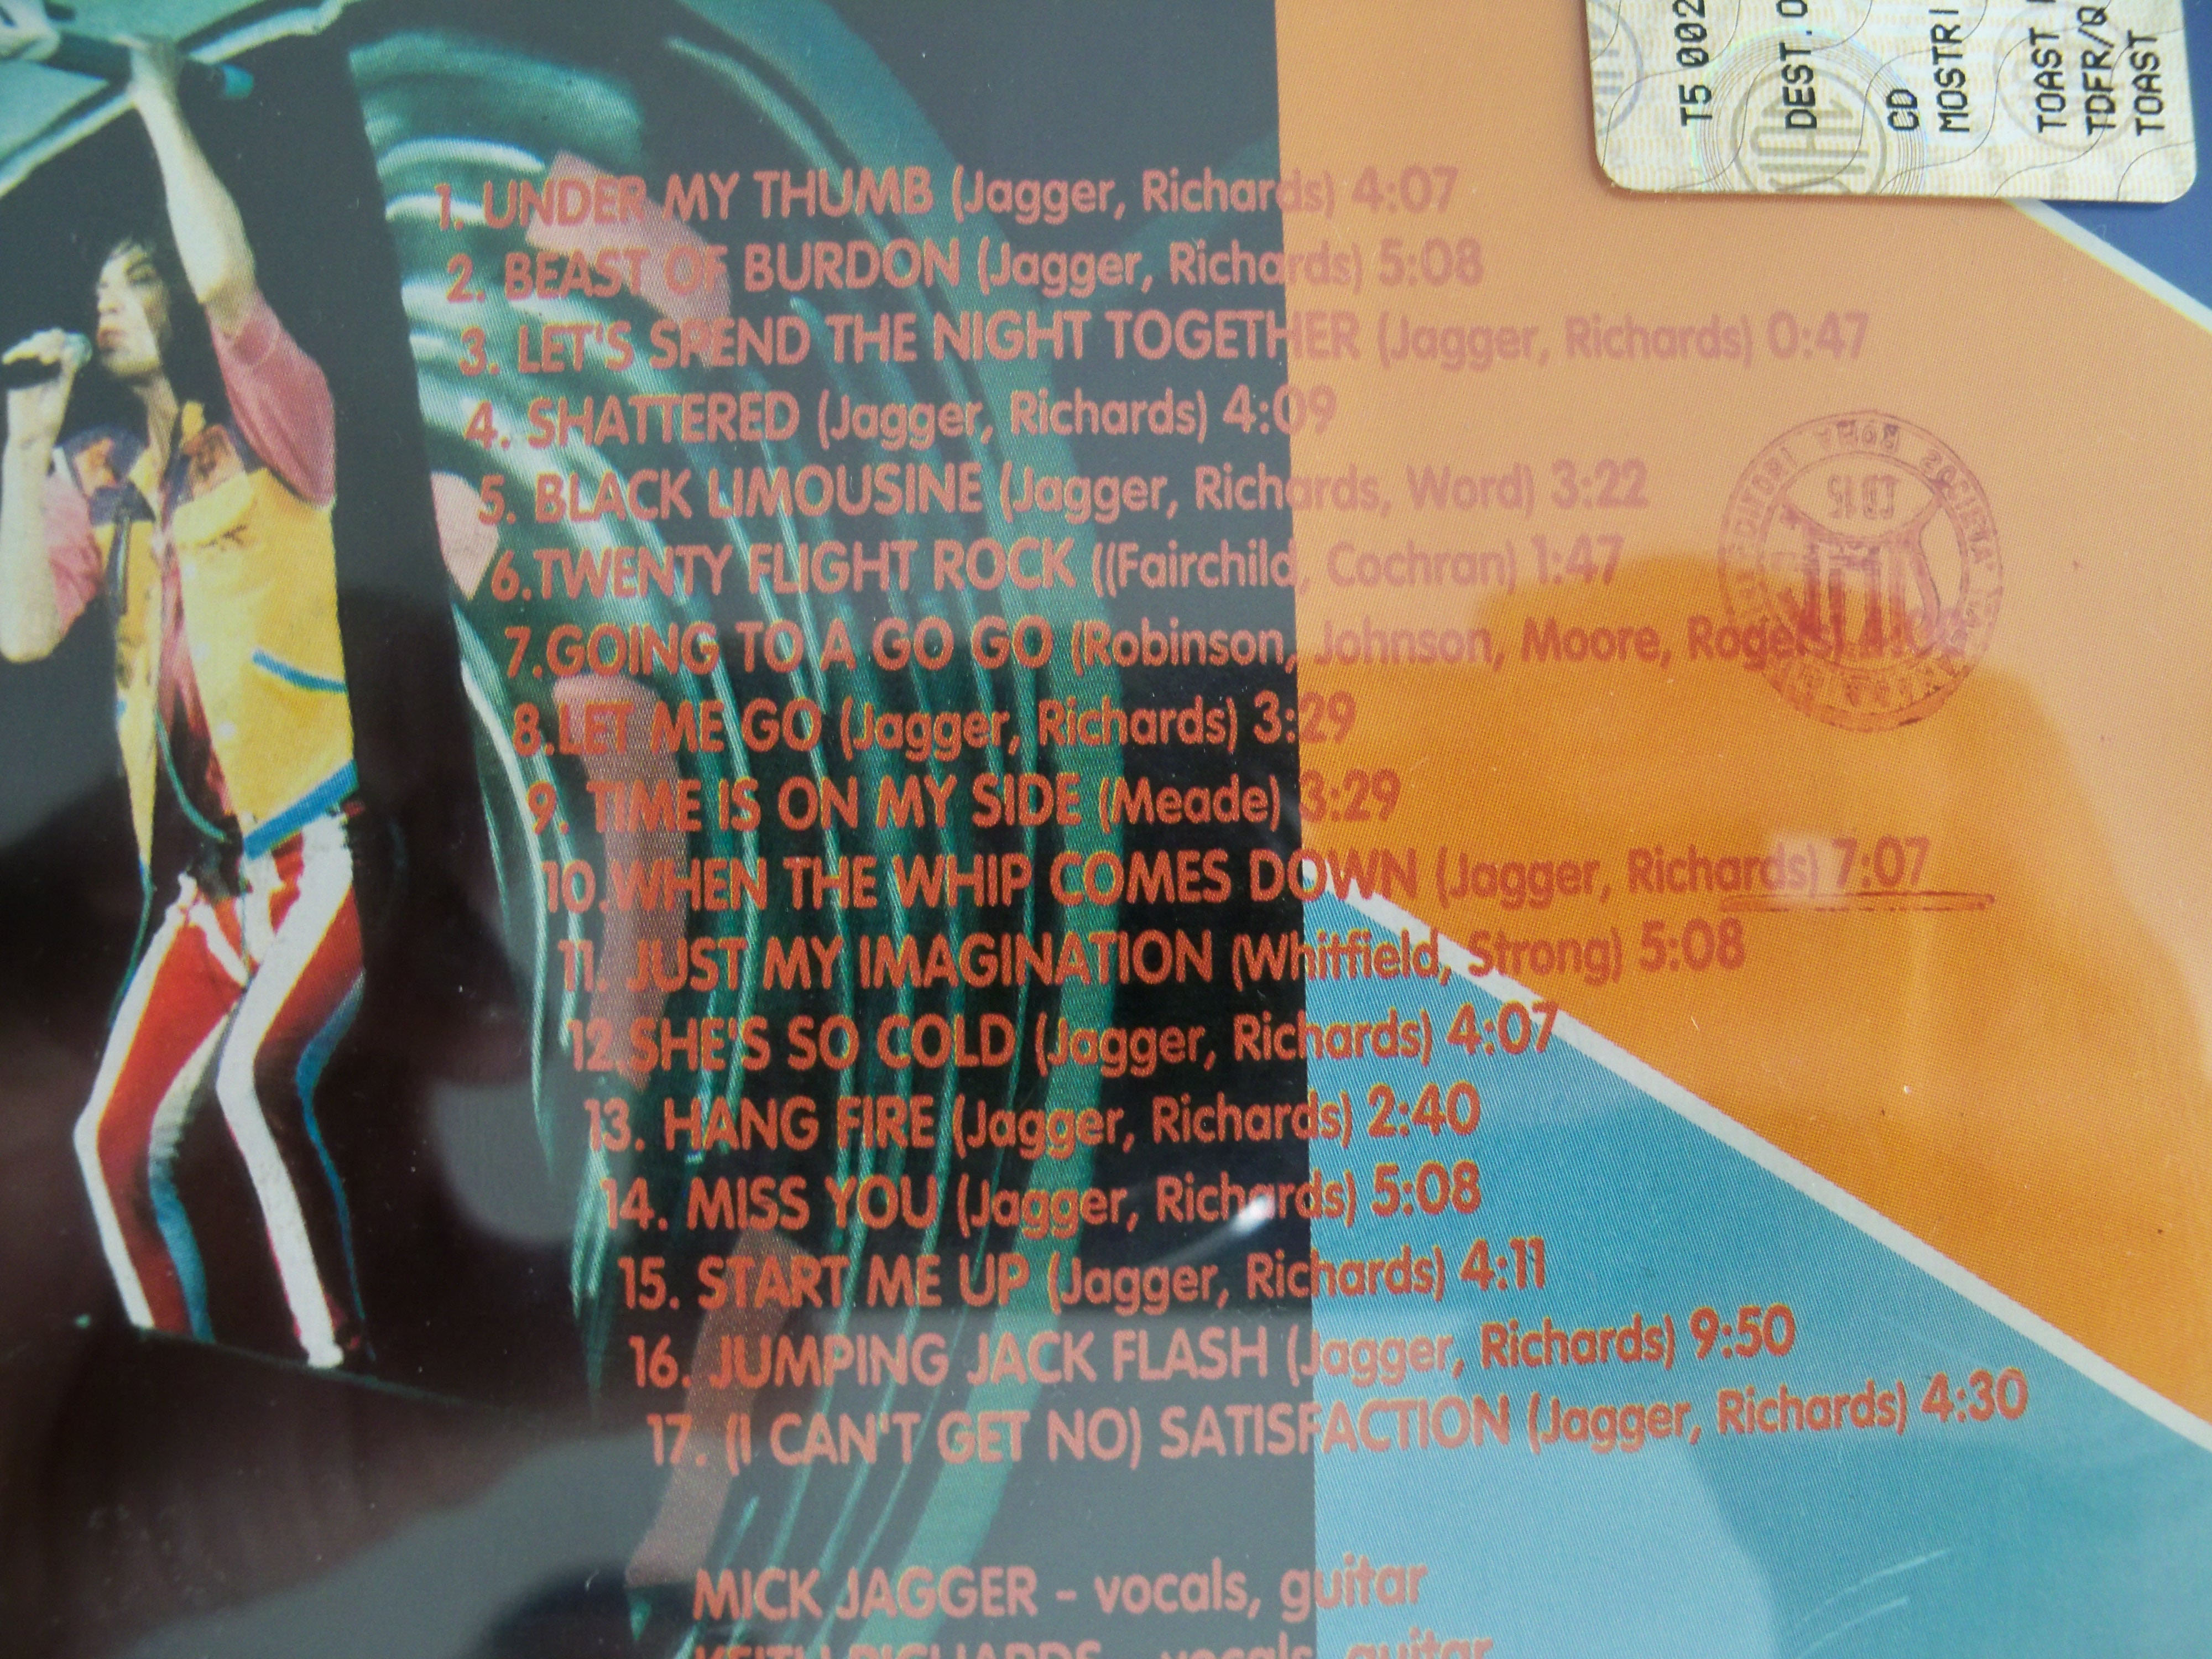 T5 002
DEST.
CD
MOSTRI
TOAST
TDFR/Q
TOAST
1. UNDER MY THUMB (Jagger, Richards) 4:07
2. BEAST OF BURDON (Jagger, Richards) 5:08
3. LET'S SPEND THE NIGHT TOGETHER (Jagger, Richards) 0:47
4. SHATTERED (Jagger, Richards) 4:09
5. BLACK LIMOUSINE (Jagger, Richards, Word) 3:22
6.TWENTY FLIGHT ROCK ((Fairchild, Cochran) 1:47
7.GOING TO A GO GO (Robinson, Johnson, Moore, Rogers)
8.LET ME GO (Jagger, Richards) 3:29
9. TIME IS ON MY SIDE (Meade) 3:29
10.WHEN THE WHIP COMES DOWN (Jagger, Richards) 7:07
11. JUST MY IMAGINATION (Whitfield, Strong) 5:08
12.SHE'S SO COLD (Jagger, Richards) 4:07
13. HANG FIRE (Jagger, Richards) 2:40
14. MISS YOU (Jagger, Richards) 5:08
15. START ME UP (Jagger, Richards) 4:11
16. JUMPING JACK FLASH (Jagger, Richards) 9:50
17. (I CAN'T GET NO) SATISFACTION (Jagger, Richards) 4:30
MICK JAGGER - vocals, guitar
KEITH RICHARDS - vocals, guitar